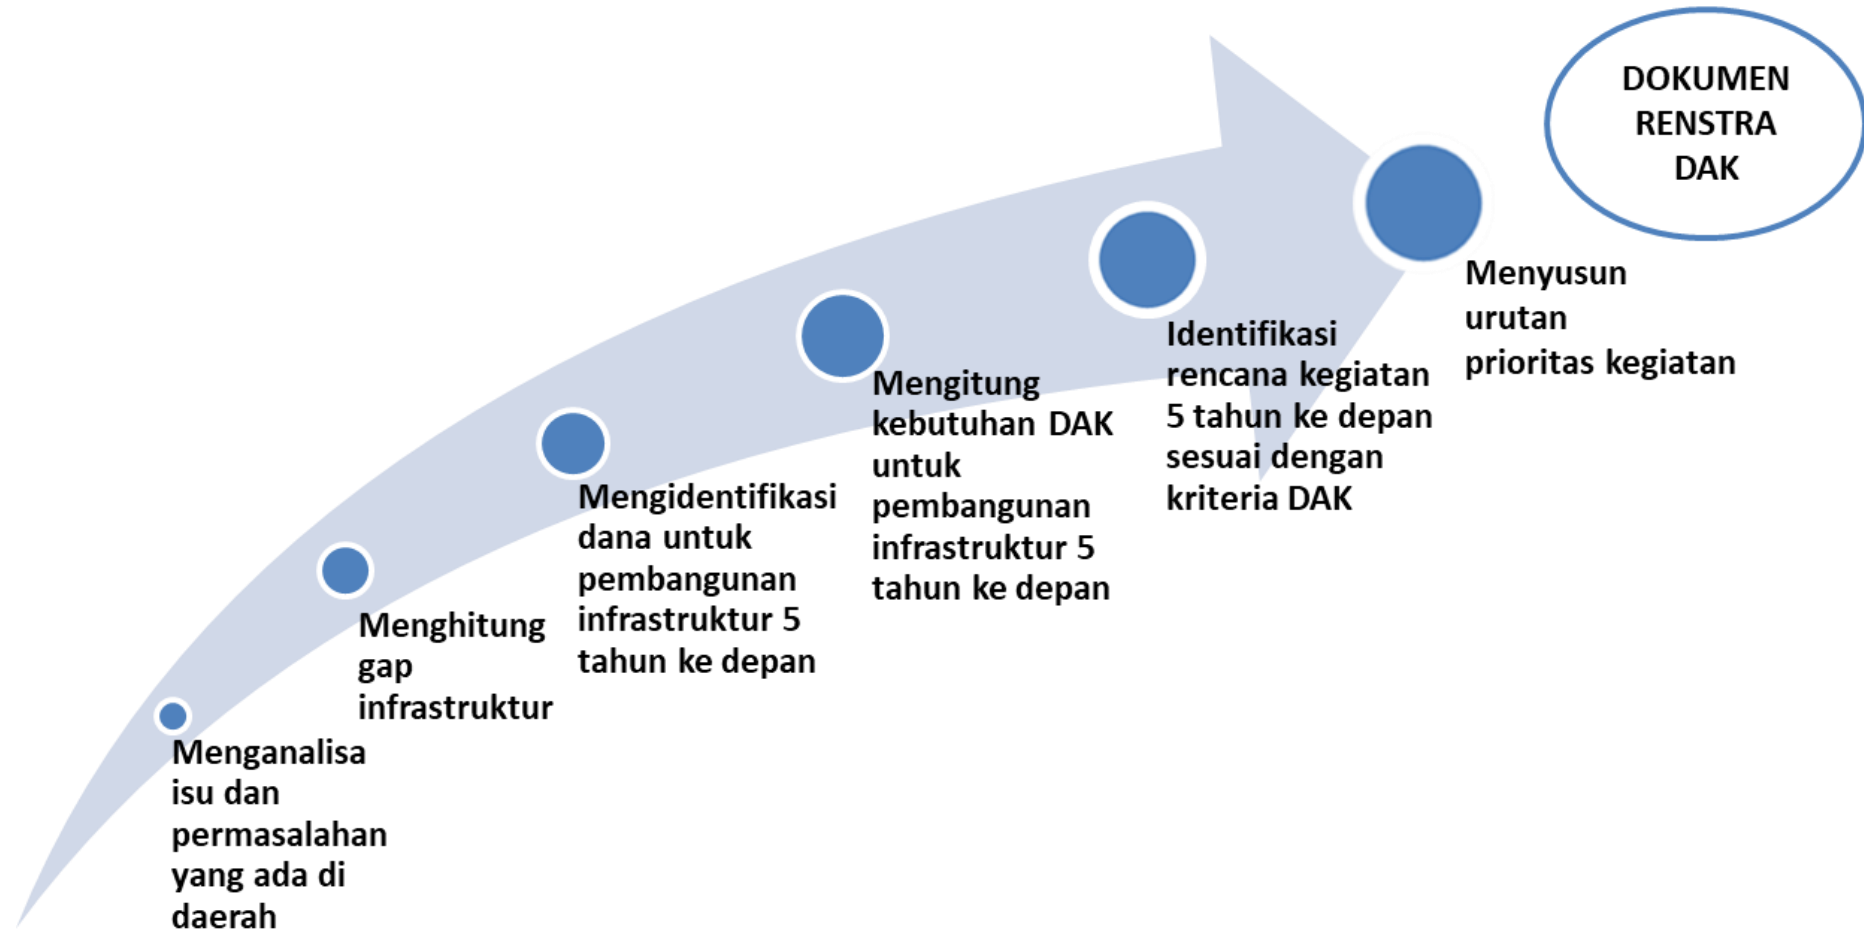 Menganalisa
isu dan
permasalahan
yang ada di
daerah
Menghitung
gap
infrastruktur
Mengidentifikasi
dana untuk
pembangunan
infrastruktur 5
tahun ke depan
Mengitung
kebutuhan DAK
untuk
pembangunan
infrastruktur 5
tahun ke depan
Identifikasi
rencana kegiatan
5 tahun ke depan
sesuai dengan
kriteria DAK
Menyusun
urutan
prioritas kegiatan
DOKUMEN
RENSTRA
DAK